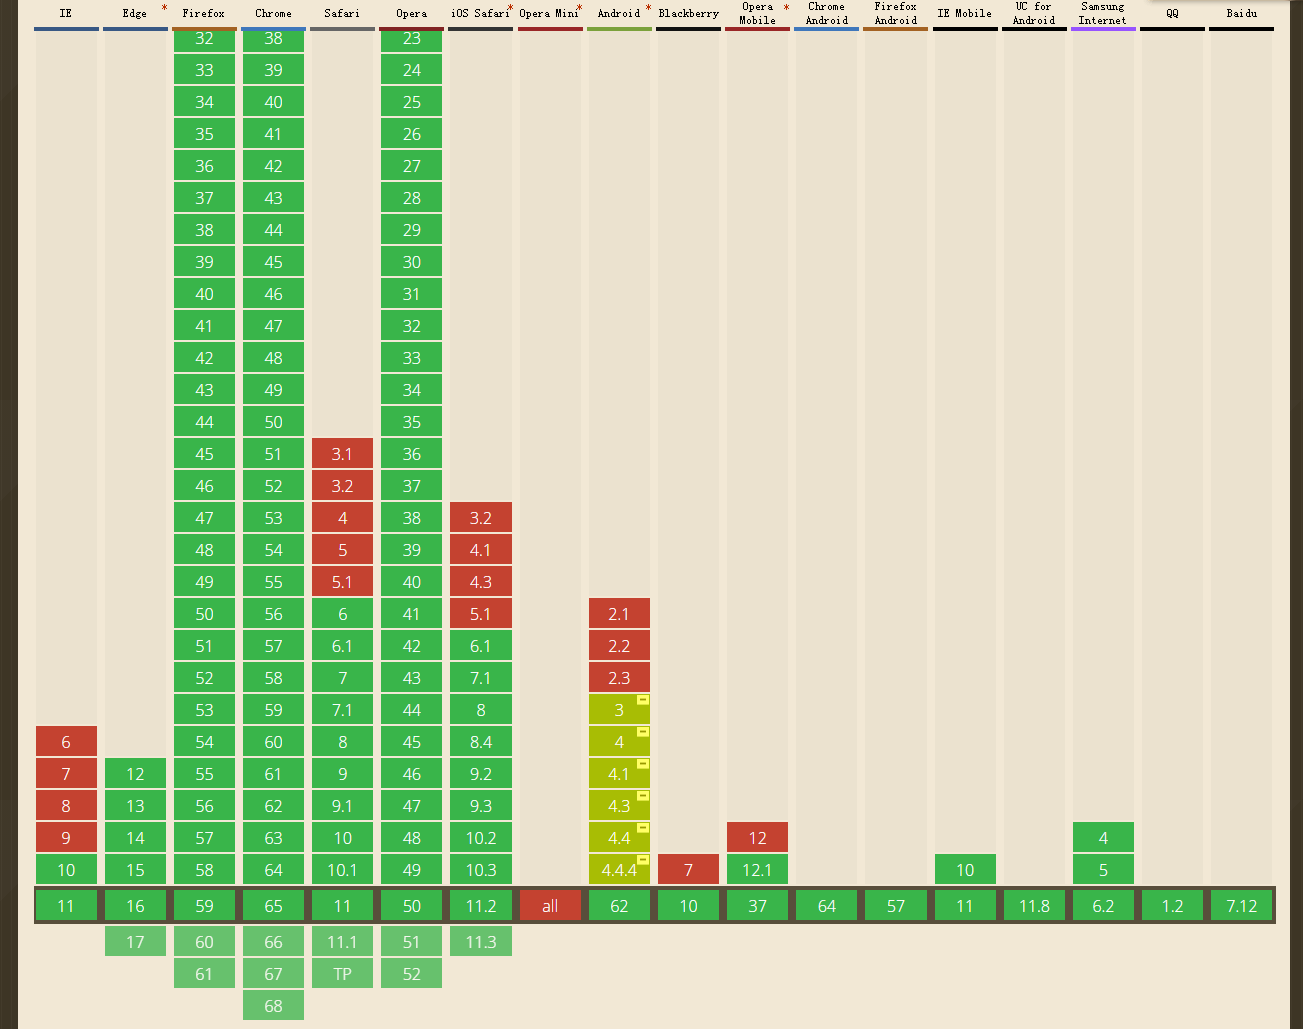 IE Edge * Firefox Chrome Safari Opera iOS Safari * Opera Mini * Android * Blackberry Opera Mobile * Chrome Android Firefox Android IE Mobile UC for Android Samsung Internet QQ Baidu
32 38 23
33 39 24
34 40 25
35 41 26
36 42 27
37 43 28
38 44 29
39 45 30
40 46 31
41 47 32
42 48 33
43 49 34
44 50 35
45 51 3.1 36
46 52 3.2 37
47 53 4 38 3.2
48 54 5 39 4.1
49 55 5.1 40 4.3
50 56 6 41 5.1 2.1
51 57 6.1 42 6.1 2.2
52 58 7 43 7.1 2.3
53 59 7.1 44 8 3
6 54 60 8 45 8.4 4
7 12 55 61 9 46 9.2 4.1
8 13 56 62 9.1 47 9.3 4.3
9 14 57 63 10 48 10.2 4.4 12 4
10 15 58 64 10.1 49 10.3 4.4.4 7 12.1 10 5
11 16 59 65 11 50 11.2 all 62 10 37 64 57 11 11.8 6.2 1.2 7.12
17 60 66 11.1 51 11.3
61 67 TP 52
68